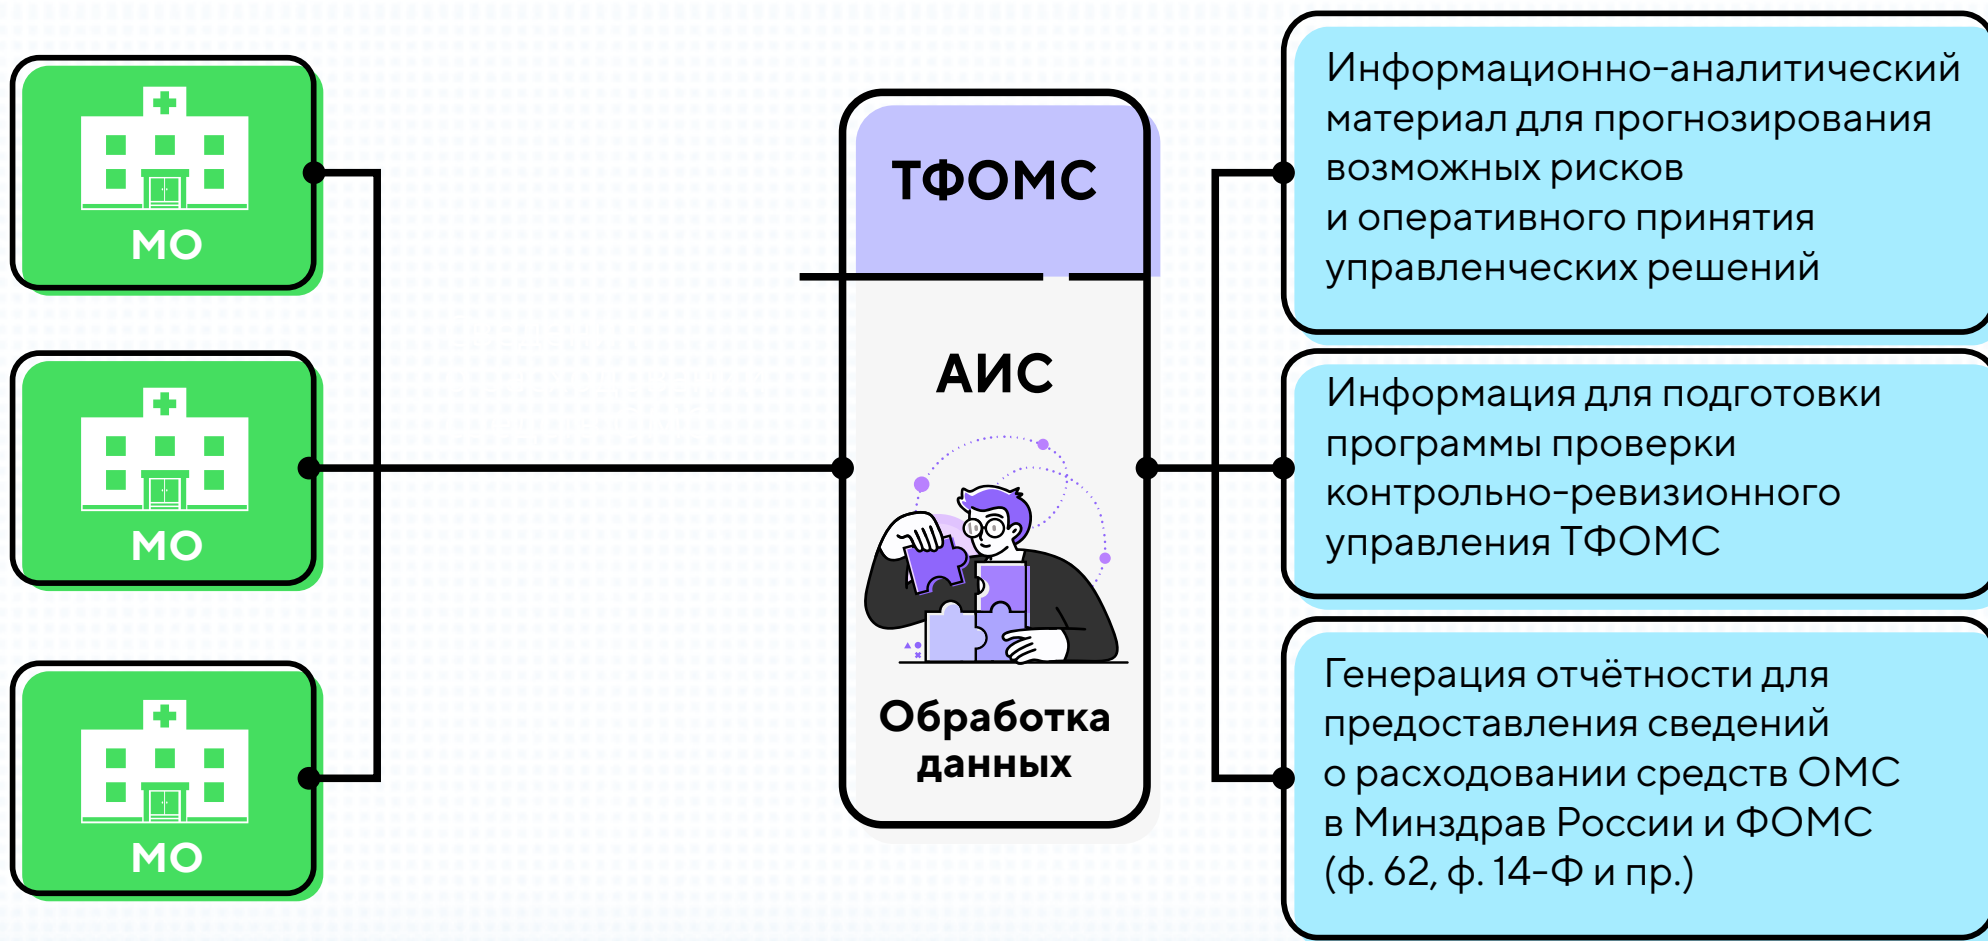 МО
МО
МО
ТФОМС
АИС
Обработка
данных
Информационно-аналитический
материал для прогнозирования
возможных рисков
и оперативного принятия
управленческих решений
Информация для подготовки
программы проверки
контрольно-ревизионного
управления ТФОМС
Генерация отчётности для
предоставления сведений
о расходовании средств ОМС
в Минздрав России и ФОМС
(ф. 62, ф. 14-Ф и пр.)